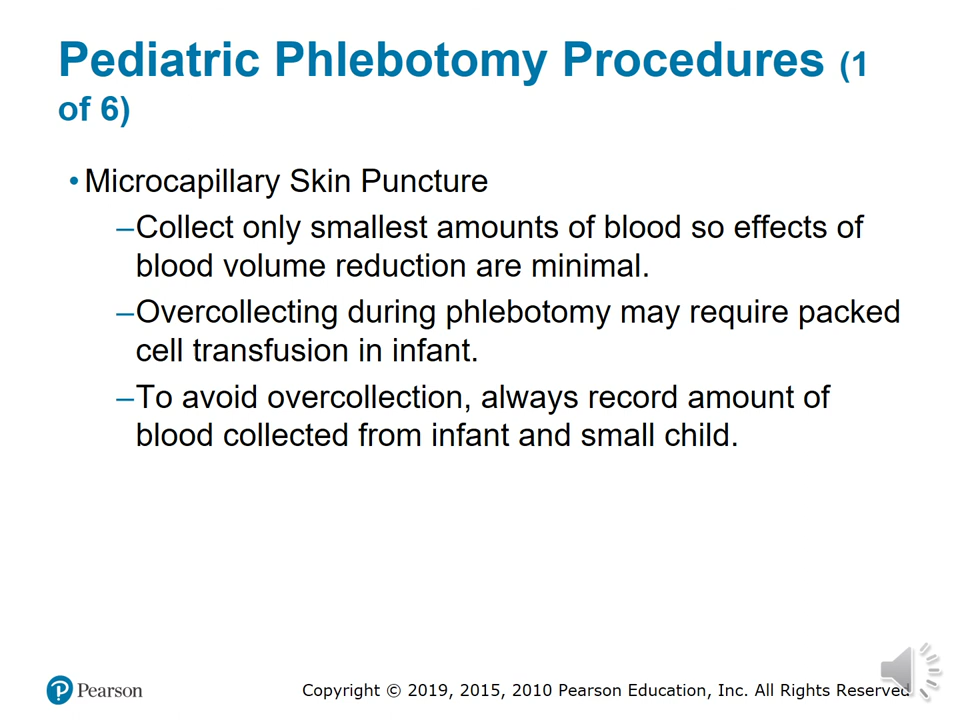 Pediatric Phlebotomy Procedures (1
of 6)
• Microcapillary Skin Puncture
–Collect only smallest amounts of blood so effects of
blood volume reduction are minimal.
–Overcollecting during phlebotomy may require packed
cell transfusion in infant.
–To avoid overcollection, always record amount of
blood collected from infant and small child.
P Pearson
Copyright © 2019, 2015, 2010 Pearson Education, Inc. All Rights Reserved